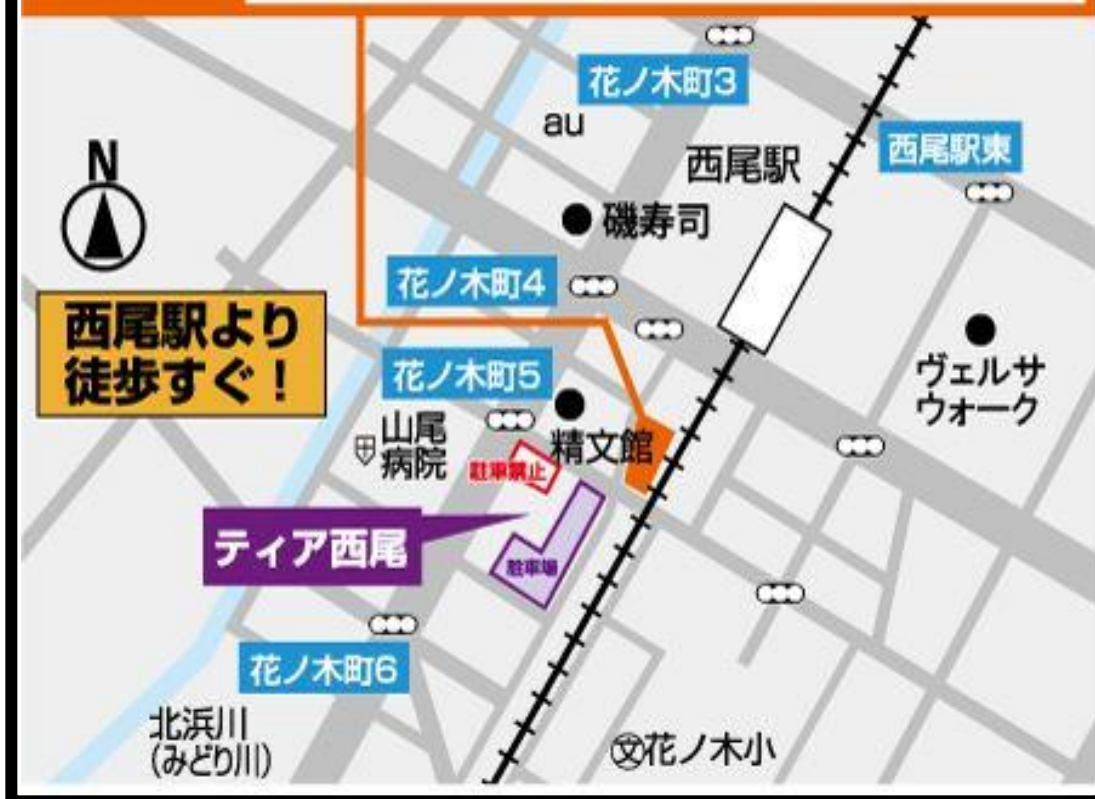 花ノ木町3
au
西尾駅
西尾駅東
N
磯寿司
花ノ木町4
西尾駅より
徒歩すぐ！
ヴェルサ
ウォーク
花ノ木町5
山尾
病院
精文館
駐車禁止
ティア西尾
駐車場
花ノ木町6
北浜川
(みどり川)
文花ノ木小